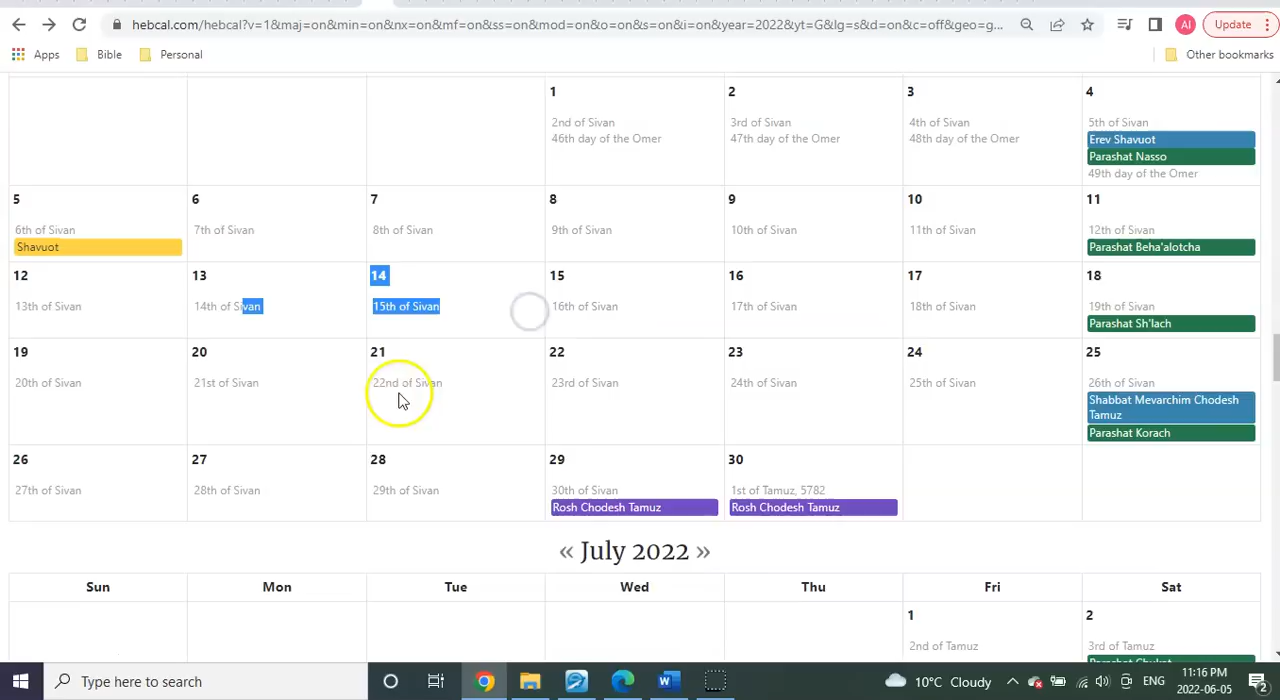 hebcal.com/hebcal?v=1&maj=on&min=on&nx=on&mf=on&ss=on&mod=on&o=on&s=on&i=on&year=2022&yt=G&lg=s&d=on&c=off&geo=g...
AI
Update
Apps
Bible
Personal
Other bookmarks
1
2
3
4
2nd of Sivan
3rd of Sivan
4th of Sivan
5th of Sivan
46th day of the Omer
47th day of the Omer
48th day of the Omer
Erev Shavuot
Parashat Nasso
49th day of the Omer
5
6
7
8
9
10
11
6th of Sivan
7th of Sivan
8th of Sivan
9th of Sivan
10th of Sivan
11th of Sivan
12th of Sivan
Shavuot
Parashat Beha'alotcha
12
13
14
15
16
17
18
13th of Sivan
14th of Sivan
15th of Sivan
16th of Sivan
17th of Sivan
18th of Sivan
19th of Sivan
Parashat Sh'lach
19
20
21
22
23
24
25
20th of Sivan
21st of Sivan
22nd of Sivan
23rd of Sivan
24th of Sivan
25th of Sivan
26th of Sivan
Shabbat Mevarchim Chodesh
Tamuz
Parashat Korach
26
27
28
29
30
27th of Sivan
28th of Sivan
29th of Sivan
30th of Sivan
1st of Tamuz, 5782
Rosh Chodesh Tamuz
Rosh Chodesh Tamuz
« July 2022 »
Sun
Mon
Tue
Wed
Thu
Fri
Sat
1
2
2nd of Tamuz
3rd of Tamuz
Parashat Chukat
Type here to search
10°C Cloudy
ENG
11:16 PM
2022-06-05
2